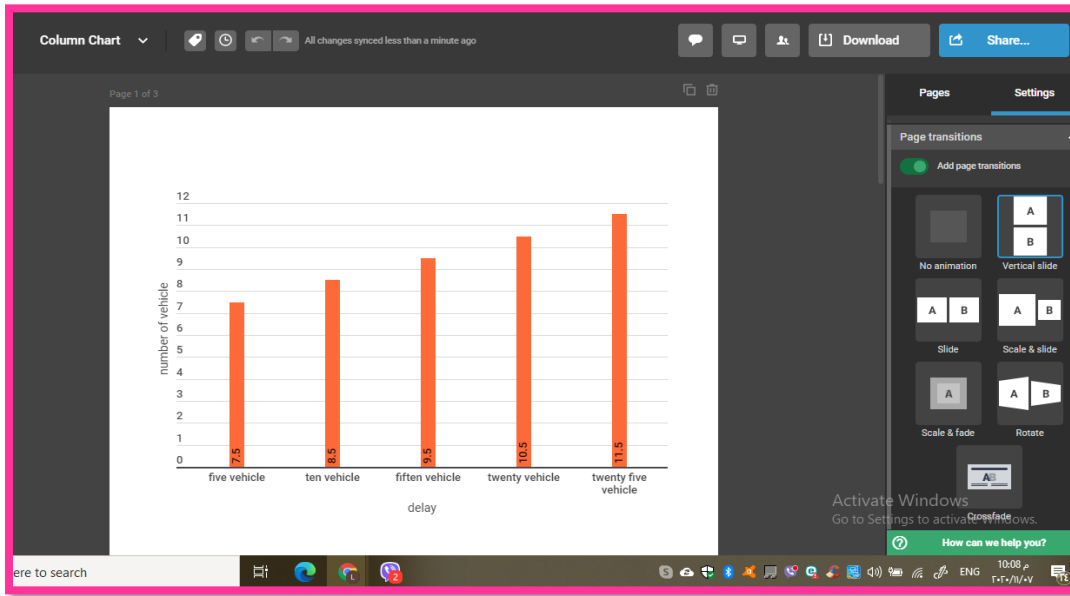 Column Chart
All changes synced less than a minute ago
Download
Share...
Page 1 of 3
Pages
Settings
Page transitions
Add page transitions
A
B
No animation
Vertical slide
A B
A B
Slide
Scale & slide
A
A B
Scale & fade
Rotate
AB
Crossfade
12
11
10
9
8
7
6
5
4
3
2
1
0
number of vehicle
7.5
8.5
9.5
10.5
11.5
five vehicle
ten vehicle
fiften vehicle
twenty vehicle
twenty five
vehicle
delay
Activate Windows
Go to Settings to activate Windows.
How can we help you?
ere to search
L
2
ENG
10:08 م
٢٠٢٠/١١/٠٧
٢٤